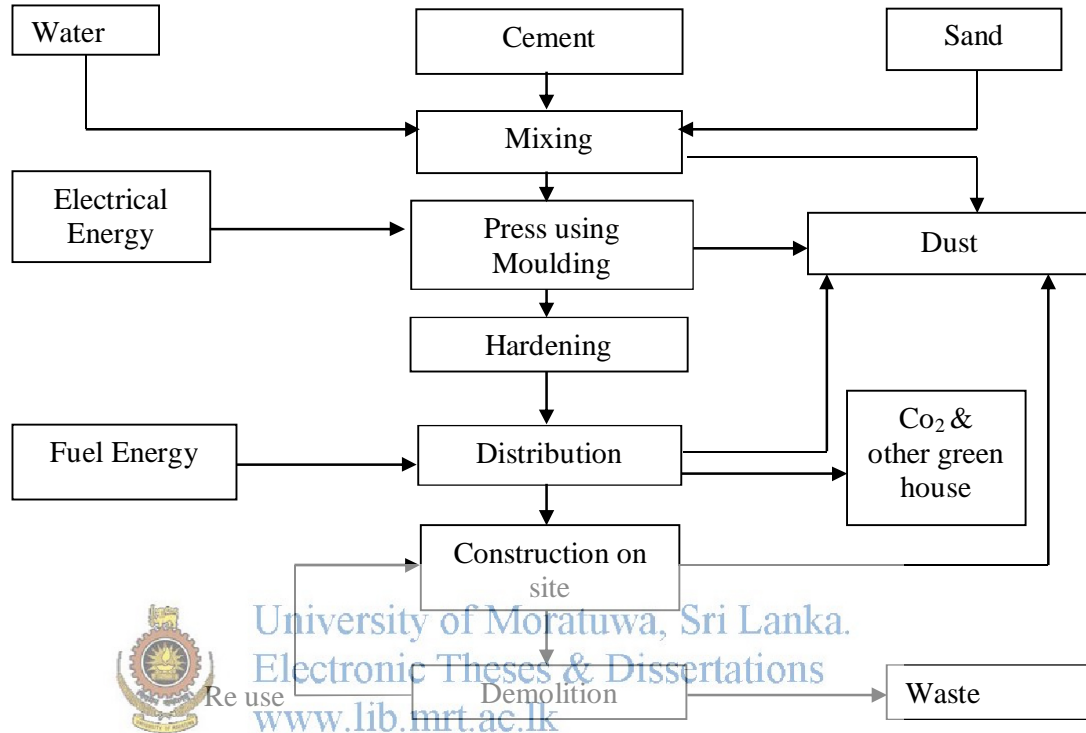 Water
Cement
Sand
Mixing
Electrical
Energy
Press using
Moulding
Dust
Hardening
Fuel Energy
Distribution
Co₂ &
other green
house
Construction on
site
University of Moratuwa, Sri Lanka.
Electronic Theses & Dissertations
Re use
Demolition
Waste
www.lib.mrt.ac.lk